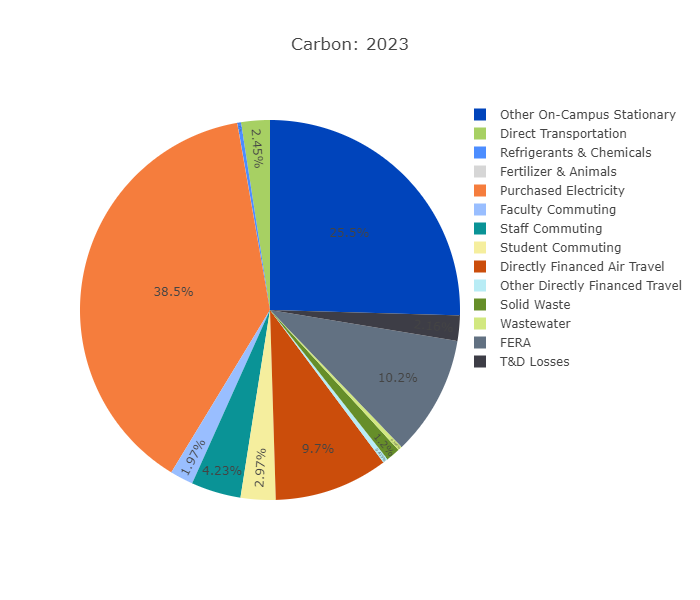 Carbon: 2023
Other On-Campus Stationary
Direct Transportation
Refrigerants & Chemicals
Fertilizer & Animals
Purchased Electricity
Faculty Commuting
Staff Commuting
Student Commuting
Directly Financed Air Travel
Other Directly Financed Travel
Solid Waste
Wastewater
FERA
T&D Losses
2.45%
38.5%
10.2%
1.2%
9.7%
2.97%
4.23%
1.97%